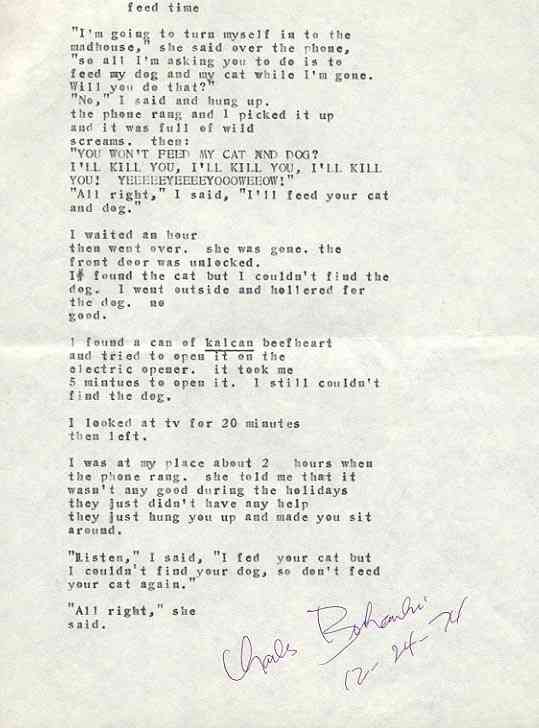 feed time
"I'm going to turn myself in to the
madhouse," she said over the phone,
"so all I'm asking you to do is to
feed my dog and my cat while I'm gone.
Will you do that?"
"No," I said and hung up.
the phone rang and I picked it up
and it was full of wild
screams. then:
"YOU WON'T FEED MY CAT AND DOG?
I'LL KILL YOU, I'LL KILL YOU, I'LL KILL
YOU! YEEEEEYEEEEYOOOWEEOW!"
"All right," I said, "I'll feed your cat
and dog."
I waited an hour
then went over. she was gone. the
front door was unlocked.
I found the cat but I couldn't find the
dog. I went outside and hollered for
the dog. no
good.
I found a can of kalcan beefheart
and tried to open it on the
electric opener. it took me
5 mintues to open it. I still couldn't
find the dog.
I looked at tv for 20 minutes
then left.
I was at my place about 2 hours when
the phone rang. she told me that it
wasn't any good during the holidays
they just didn't have any help
they just hung you up and made you sit
around.
"Listen," I said, "I fed your cat but
I couldn't find your dog, so don't feed
your cat again."
"All right," she
said.
Charles Bukowski
12-24-74